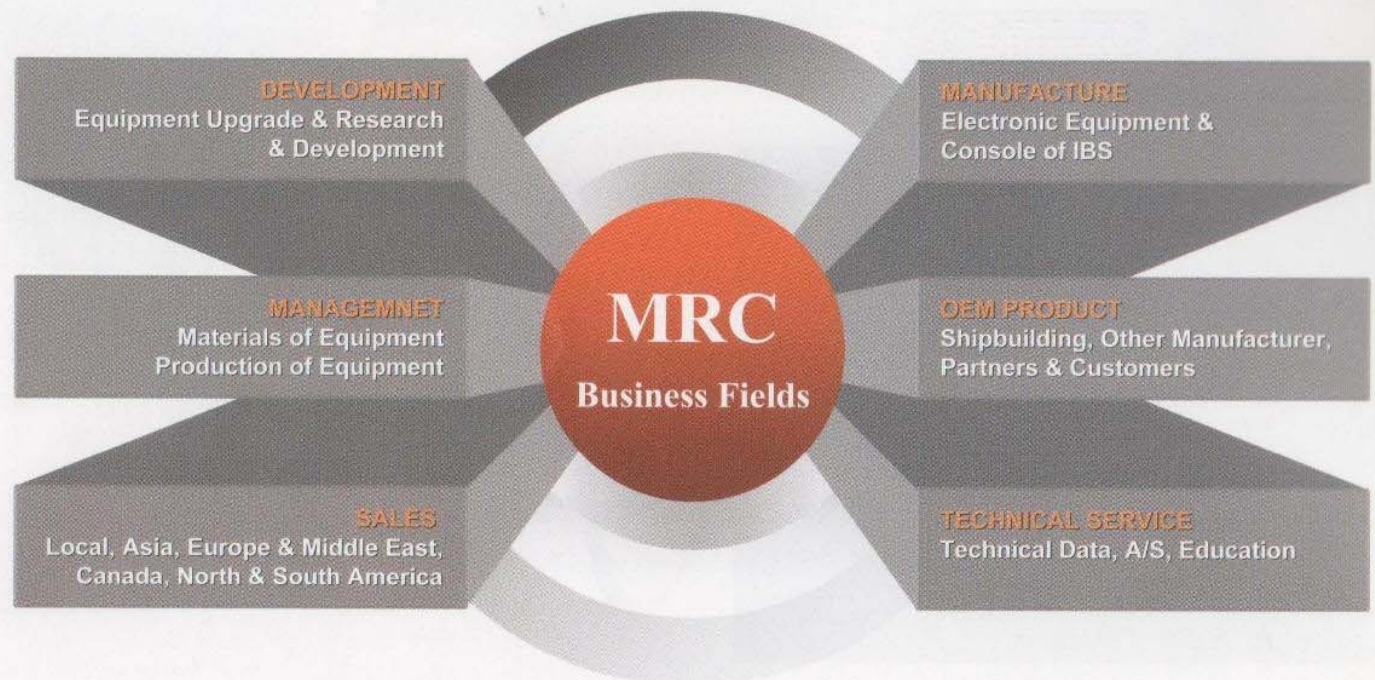 DEVELOPMENT
Equipment Upgrade & Research
& Development
MANAGEMNET
Materials of Equipment
Production of Equipment
SALES
Local, Asia, Europe & Middle East,
Canada, North & South America
MRC
Business Fields
MANUFACTURE
Electronic Equipment &
Console of IBS
OEM PRODUCT
Shipbuilding, Other Manufacturer,
Partners & Customers
TECHNICAL SERVICE
Technical Data, A/S, Education